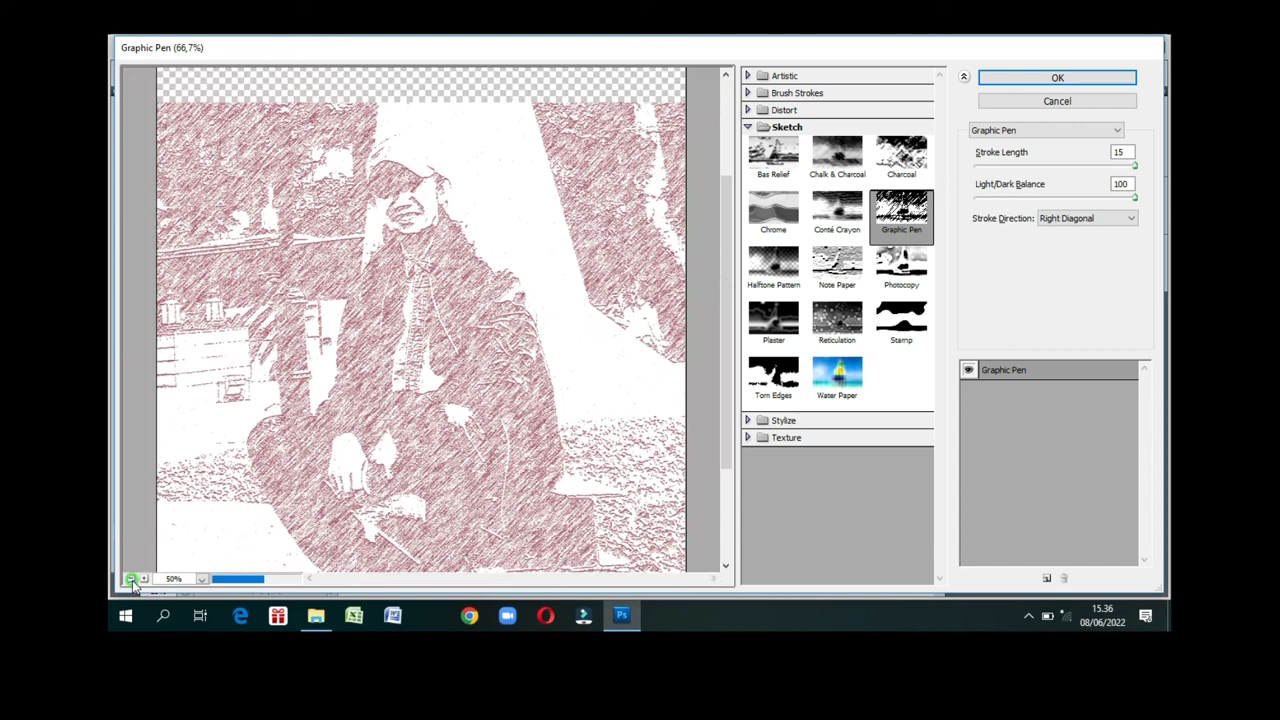 Graphic Pen (66,7%)
Artistic
Brush Strokes
Distort
Sketch
Bas Relief
Chalk & Charcoal
Charcoal
Chrome
Conté Crayon
Graphic Pen
Halftone Pattern
Note Paper
Photocopy
Plaster
Reticulation
Stamp
Torn Edges
Water Paper
Stylize
Texture
OK
Cancel
Graphic Pen
Stroke Length 15
Light/Dark Balance 100
Stroke Direction: Right Diagonal
Graphic Pen
50%
Ps
15.36
08/06/2022